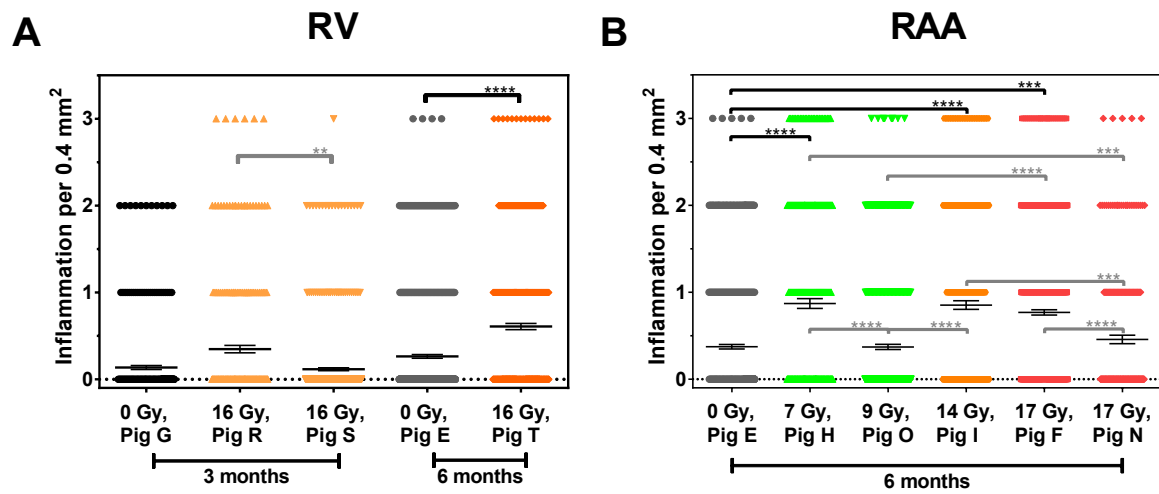 A
RV
Inflammation per 0.4 mm²
3
2
1
0
****
**
0 Gy, Pig G
16 Gy, Pig R
16 Gy, Pig S
0 Gy, Pig E
16 Gy, Pig T
3 months
6 months
B
RAA
Inflammation per 0.4 mm²
3
2
1
0
***
****
****
***
****
***
****
****
****
0 Gy, Pig E
7 Gy, Pig H
9 Gy, Pig O
14 Gy, Pig I
17 Gy, Pig F
17 Gy, Pig N
6 months